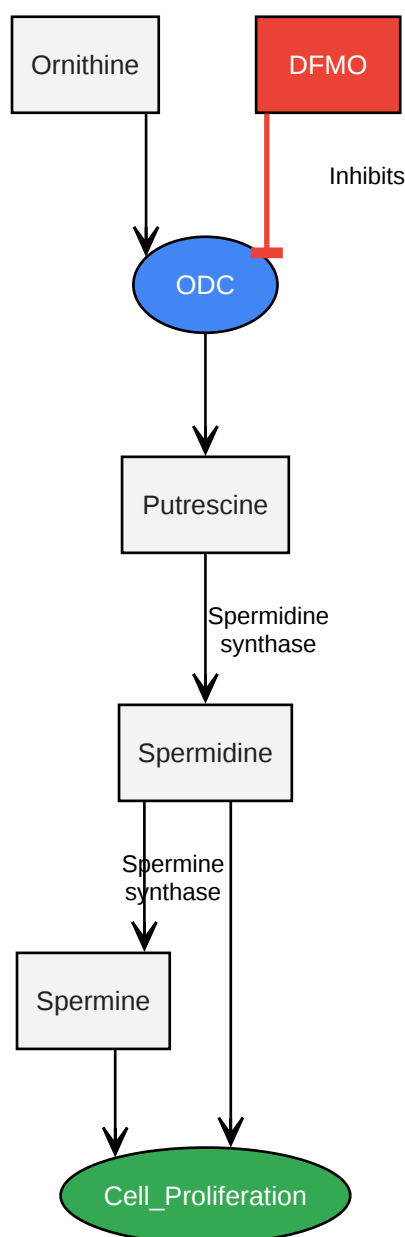 Ornithine
DFMO
Inhibits
ODC
Putrescine
Spermidine
synthase
Spermidine
Spermine
synthase
Spermine
Cell_Proliferation